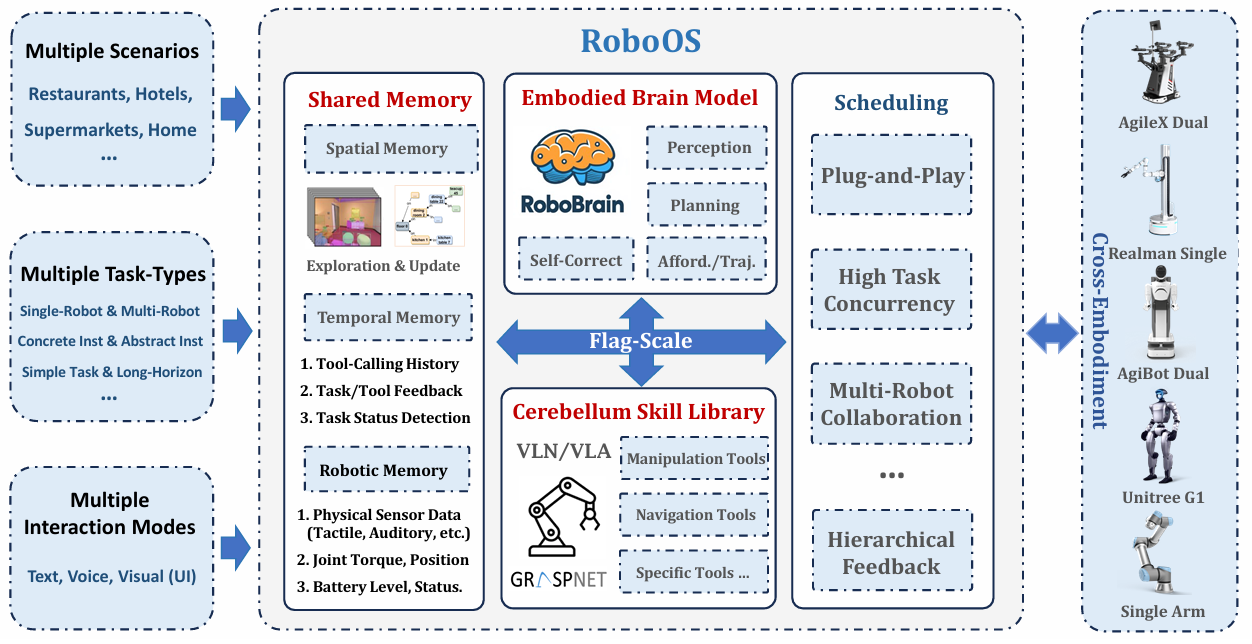 Multiple Scenarios
Restaurants, Hotels,
Supermarkets, Home
...
Multiple Task-Types
Single-Robot & Multi-Robot
Concrete Inst & Abstract Inst
Simple Task & Long-Horizon
...
Multiple
Interaction Modes
Text, Voice, Visual (UI)
RoboOS
Shared Memory
Spatial Memory
Exploration & Update
Temporal Memory
1. Tool-Calling History
2. Task/Tool Feedback
3. Task Status Detection
Robotic Memory
1. Physical Sensor Data
(Tactile, Auditory, etc.)
2. Joint Torque, Position
3. Battery Level, Status.
Embodied Brain Model
RoboBrain
Perception
Planning
Self-Correct
Afford./Traj.
Flag-Scale
Cerebellum Skill Library
VLN/VLA
GRASPNET
Manipulation Tools
Navigation Tools
Specific Tools ...
Scheduling
Plug-and-Play
High Task
Concurrency
Multi-Robot
Collaboration
...
Hierarchical
Feedback
Cross-Embodiment
AgileX Dual
Realman Single
AgiBot Dual
Unitree G1
Single Arm